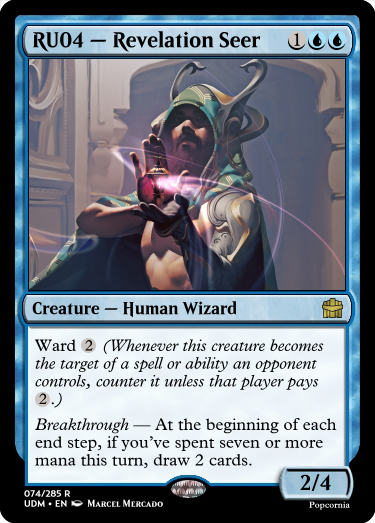 RU04 — Revelation Seer 1
Creature — Human Wizard
Ward 2 (Whenever this creature becomes
the target of a spell or ability an opponent
controls, counter it unless that player pays
2.)
Breakthrough — At the beginning of each
end step, if you've spent seven or more
mana this turn, draw 2 cards.
2/4
074/285 R
UDM • EN Marcel Mercado
Popcornia